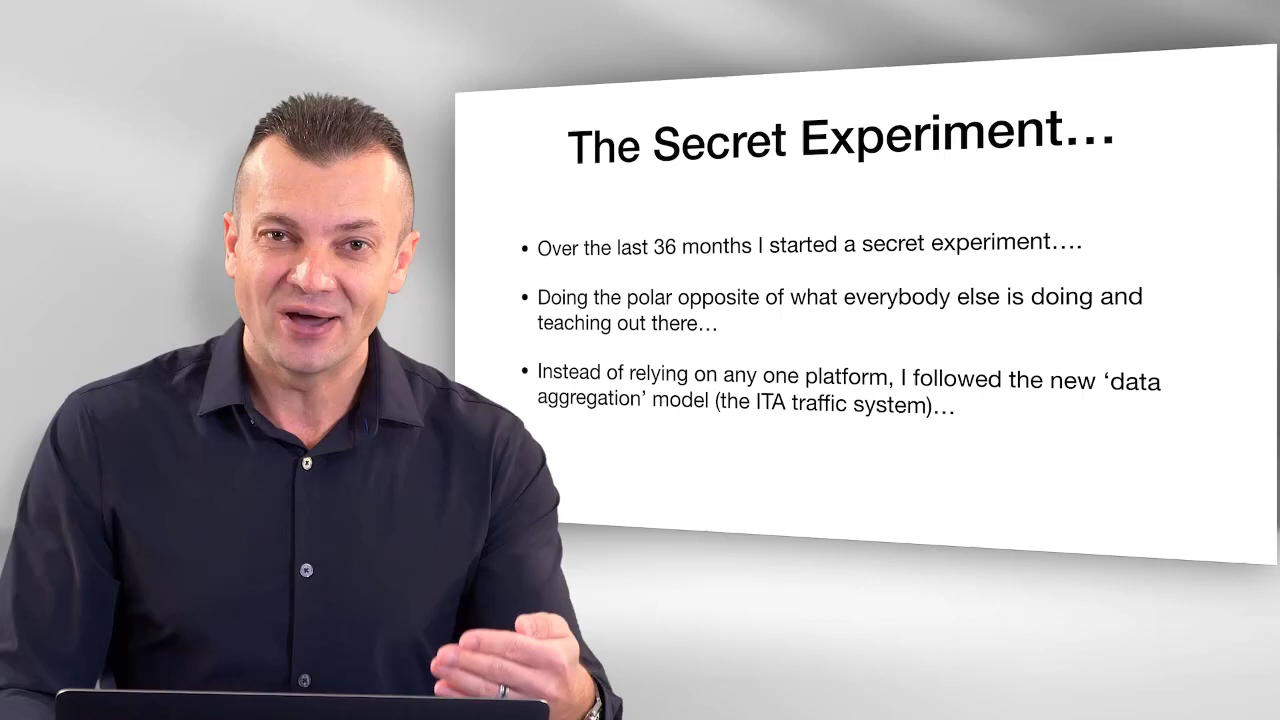 The Secret Experiment…
• Over the last 36 months I started a secret experiment….
• Doing the polar opposite of what everybody else is doing and
teaching out there…
• Instead of relying on any one platform, I followed the new ‘data
aggregation’ model (the ITA traffic system)…